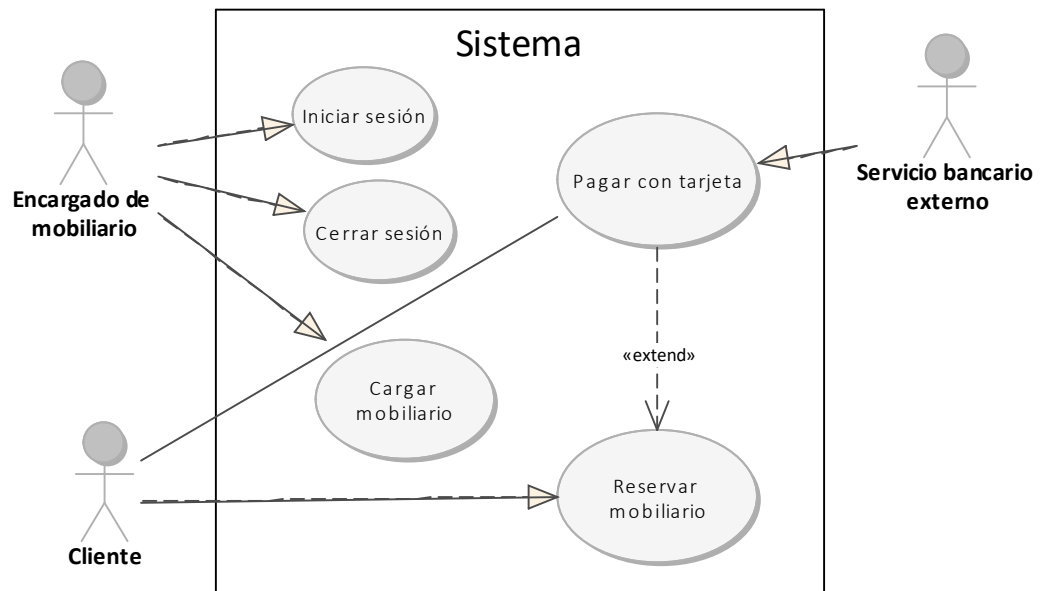 Sistema
Iniciar sesión
Pagar con tarjeta
Servicio bancario
externo
Encargado de
mobiliario
Cerrar sesión
«extend»
Cargar
mobiliario
Reservar
mobiliario
Cliente